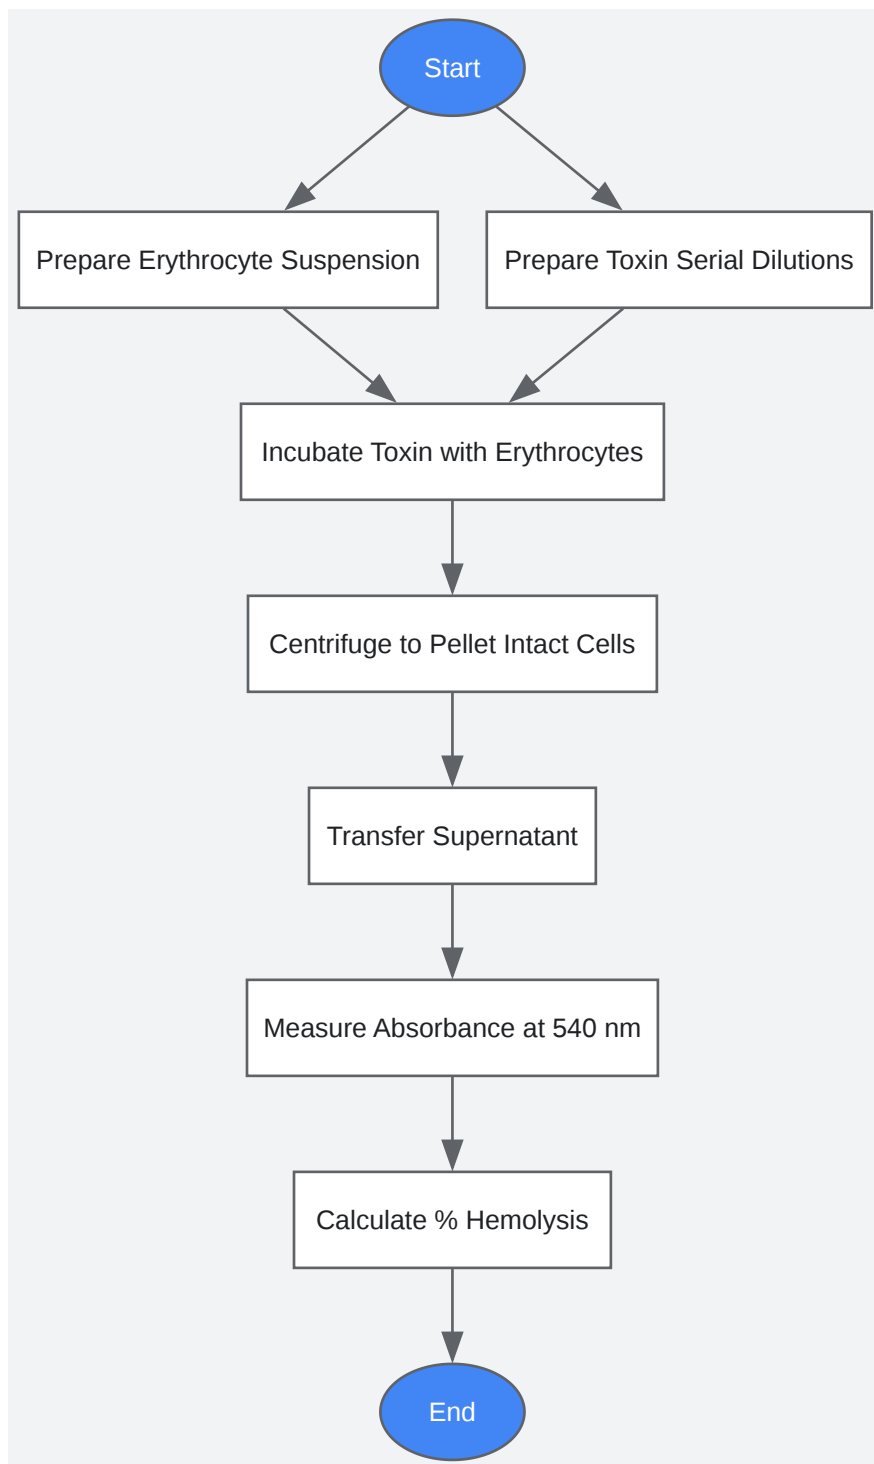 Start
Prepare Erythrocyte Suspension
Prepare Toxin Serial Dilutions
Incubate Toxin with Erythrocytes
Centrifuge to Pellet Intact Cells
Transfer Supernatant
Measure Absorbance at 540 nm
Calculate % Hemolysis
End